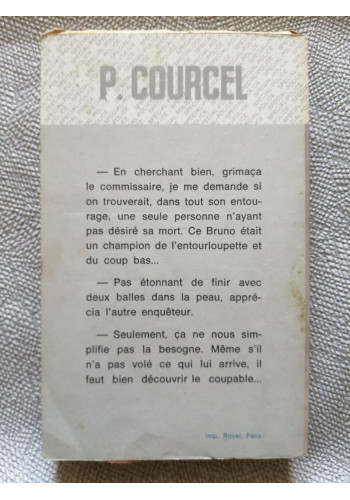 P. COURCEL
— En cherchant bien, grimaça
le commissaire, je me demande si
on trouverait, dans tout son entou-
rage, une seule personne n'ayant
pas désiré sa mort. Ce Bruno était
un champion de l'entourloupette et
du coup bas...
— Pas étonnant de finir avec
deux balles dans la peau, appré-
cia l'autre enquêteur.
— Seulement, ça ne nous sim-
plifie pas la besogne. Même s'il
n'a pas volé ce qui lui arrive, il
faut bien découvrir le coupable...
Imp. Royer, Paris